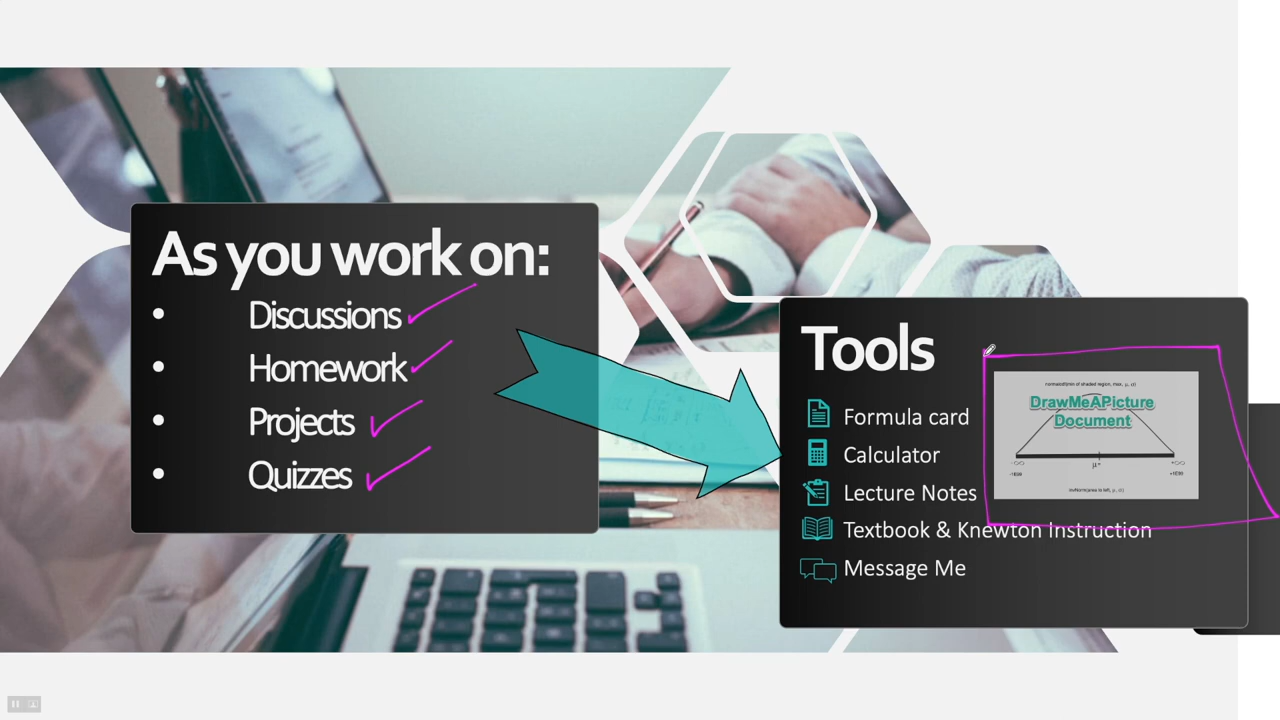 As you work on:
• Discussions
• Homework
• Projects
• Quizzes
Tools
Formula card
Calculator
Lecture Notes
Textbook & Knewton Instruction
Message Me
DrawMeAPicture
Document
μ=